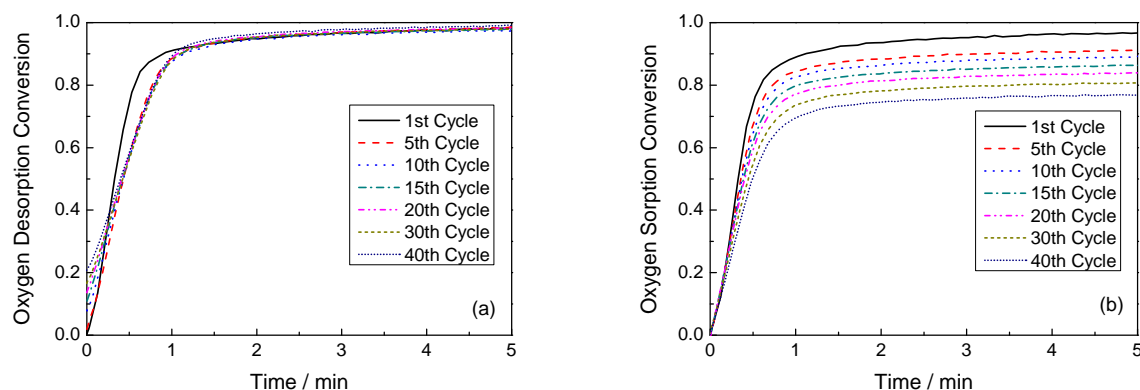 Oxygen Desorption Conversion
1.0
0.8
0.6
0.4
0.2
0.0
1st Cycle
5th Cycle
10th Cycle
15th Cycle
20th Cycle
30th Cycle
40th Cycle
(a)
0 1 2 3 4 5
Time / min
Oxygen Sorption Conversion
1.0
0.8
0.6
0.4
0.2
0.0
1st Cycle
5th Cycle
10th Cycle
15th Cycle
20th Cycle
30th Cycle
40th Cycle
(b)
0 1 2 3 4 5
Time / min